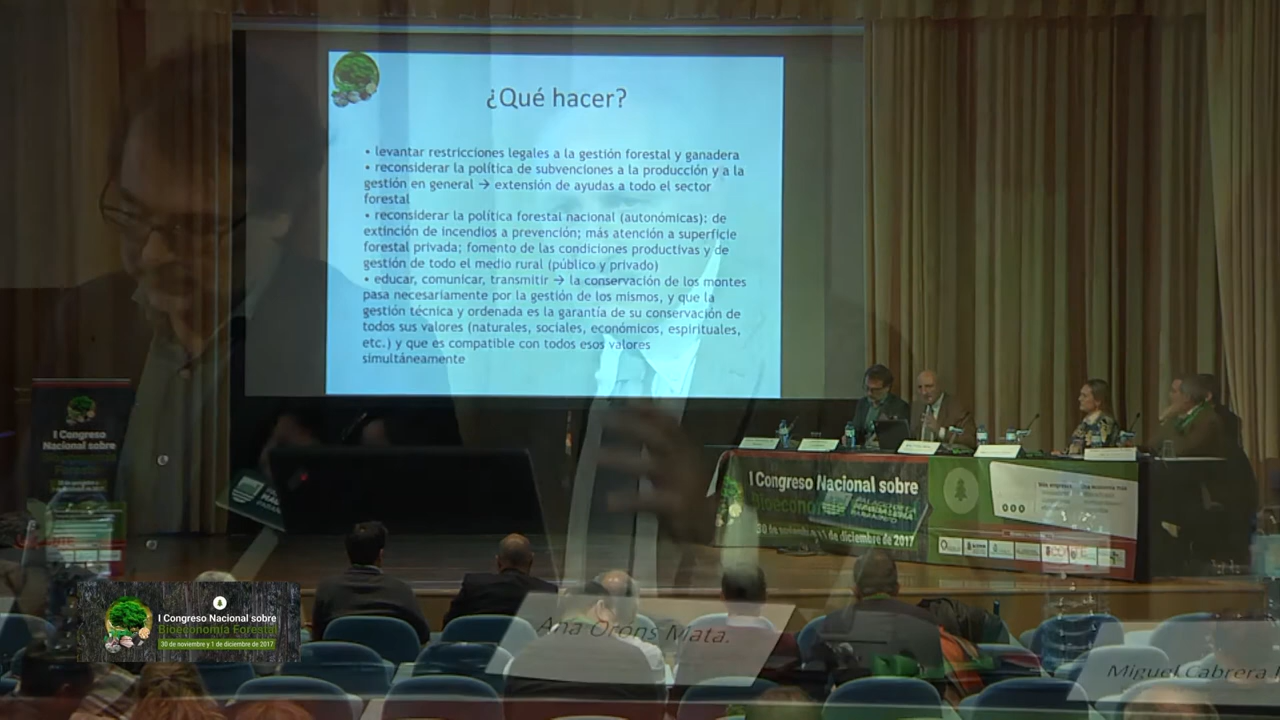 ¿Qué hacer?
• levantar restricciones legales a la gestión forestal y ganadera
• reconsiderar la política de subvenciones a la producción y a la
gestión en general → extensión de ayudas a todo el sector
forestal
• reconsiderar la política forestal nacional (autonómicas): de
extinción de incendios a prevención; más atención a superficie
forestal privada; fomento de las condiciones productivas y de
gestión de todo el medio rural (público y privado)
• educar, comunicar, transmitir → la conservación de los montes
pasa necesariamente por la gestión de los mismos, y que la
gestión técnica y ordenada es la garantía de su conservación de
todos sus valores (naturales, sociales, económicos, espirituales,
etc.) y que es compatible con todos esos valores
simultáneamente
I Congreso
Nacional sobre
I Congreso Nacional sobre
Bioeconomía
30 de noviembre y 1 de diciembre de 2017
I Congreso Nacional sobre
Bioeconomía Forestal
30 de noviembre y 1 de diciembre de 2017
Ana Oróns Mata.
Miguel Cabrera